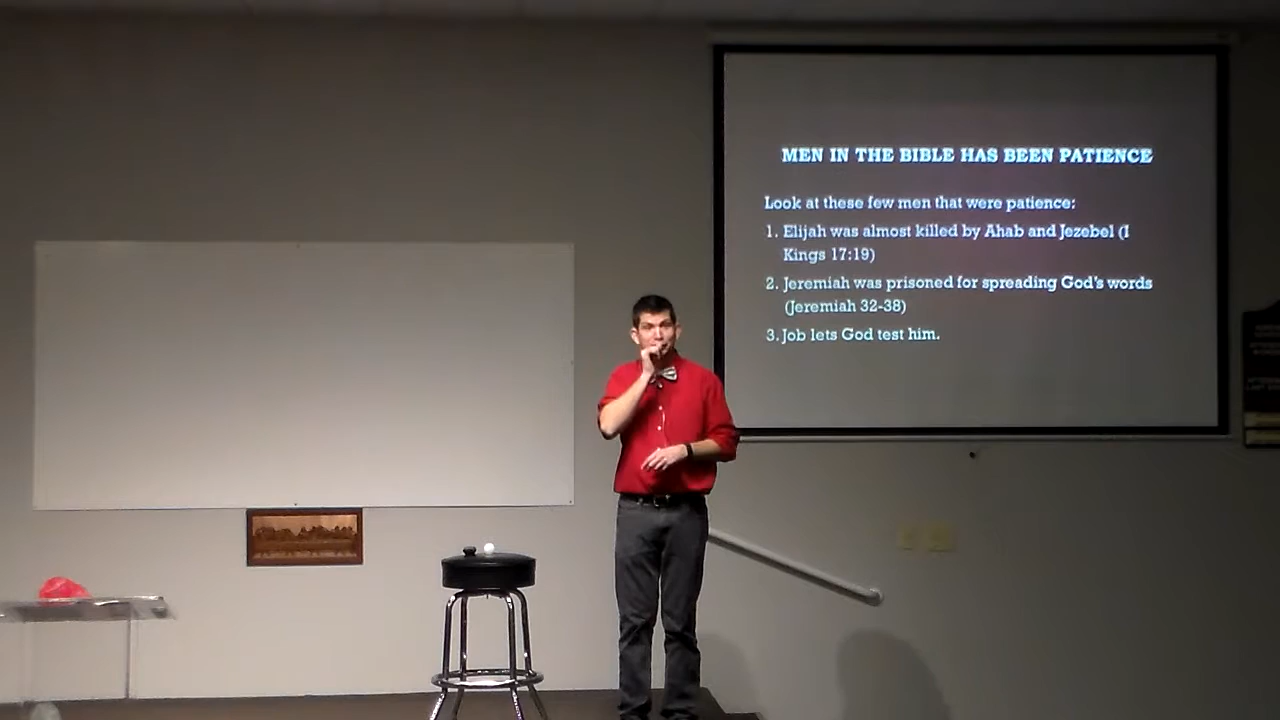 MEN IN THE BIBLE HAS BEEN PATIENCE
Look at these few men that were patience:
1. Elijah was almost killed by Ahab and Jezebel (I
Kings 17:19)
2. Jeremiah was prisoned for spreading God's words
(Jeremiah 32-38)
3. Job lets God test him.